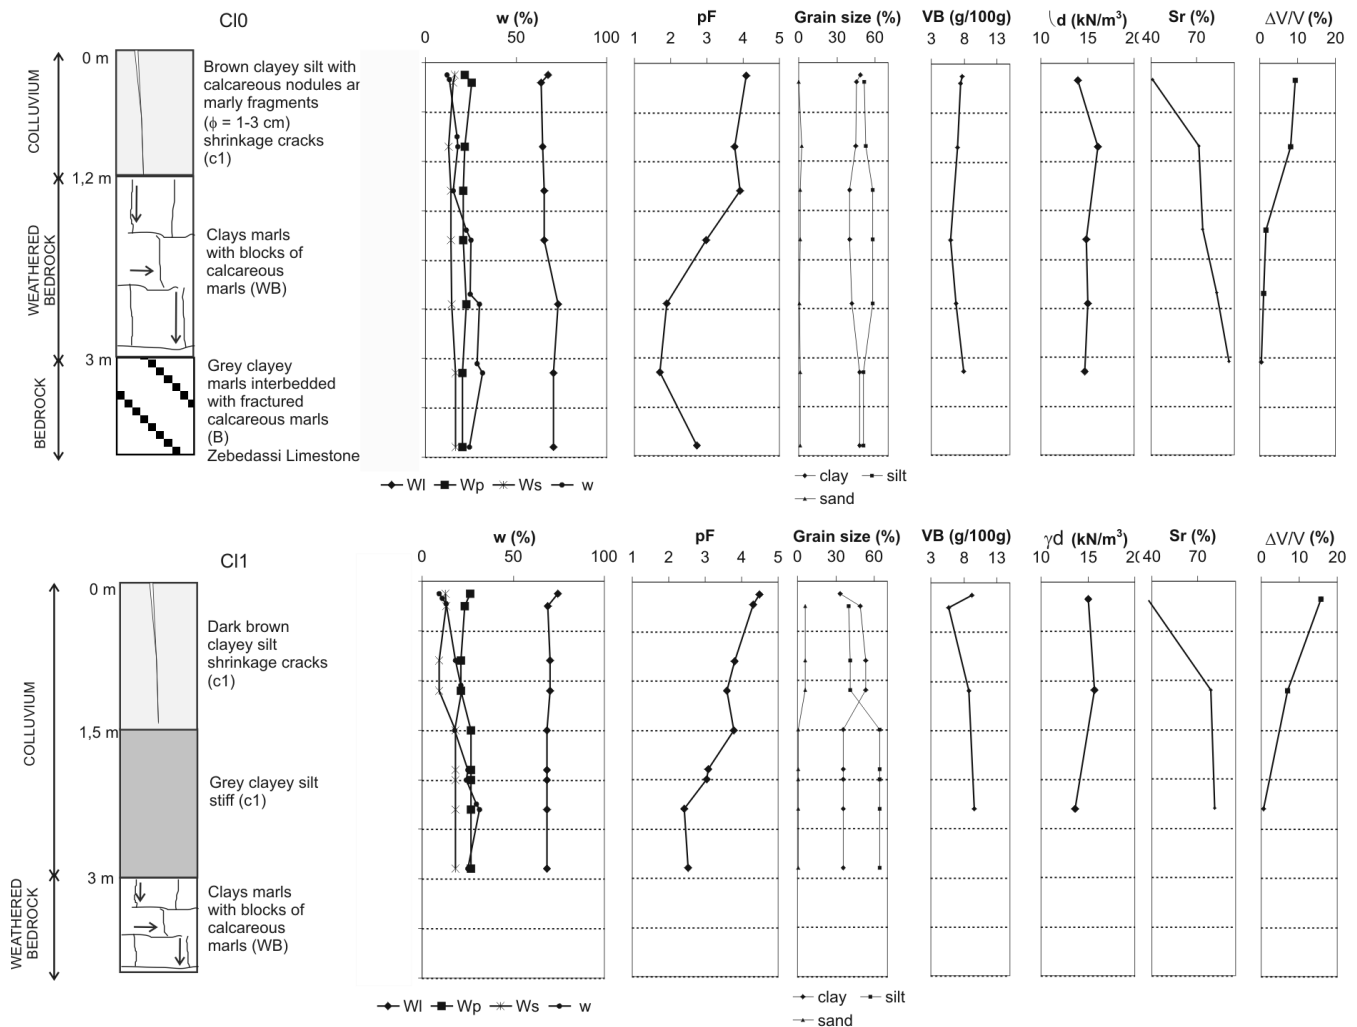 Cl0
w (%)
0 50 100
pF
1 2 3 4 5
Grain size (%)
0 30 60
VB (g/100g)
3 8 13
d (kN/m³)
10 15 20
Sr (%)
40 70
ΔV/V (%)
0 10 20
COLLUVIUM
WEATHERED
BEDROCK
BEDROCK
0 m
1,2 m
3 m
Brown clayey silt with
calcareous nodules ar
marly fragments
(ϕ = 1-3 cm)
shrinkage cracks
(c1)
Clays marls
with blocks of
calcareous
marls (WB)
Grey clayey
marls interbedded
with fractured
calcareous marls
(B)
Zebedassi Limestone
Wl Wp Ws w
clay silt
sand
Cl1
w (%)
0 50 100
pF
1 2 3 4 5
Grain size (%)
0 30 60
VB (g/100g)
3 8 13
γd (kN/m³)
10 15 20
Sr (%)
40 70
ΔV/V (%)
0 10 20
COLLUVIUM
WEATHERED
BEDROCK
0 m
1,5 m
3 m
Dark brown
clayey silt
shrinkage cracks
(c1)
Grey clayey silt
stiff (c1)
Clays marls
with blocks of
calcareous
marls (WB)
Wl Wp Ws w
clay silt
sand